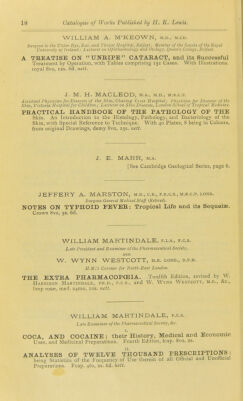 18 Catalogue of Works Published by H. K. Lewis.
WILLIAM A. M'KEOWN, M.D., M.CH.
Surgeon to the Ulster Eye, Ear and Throat Hospital, Belfast; Member of the Senate of the Royal
University of Ireland; Lecturer on Ophthalmology and Otology, Queen's College, Belfast.
A TREATISE ON "UNRIPE" CATARACT, and its Successful
Treatment by Operation, with Tables comprising 151 Cases. With Illustrations,
royal 8vo, 12s. 6d. nett.
J. M. H. MACLEOD, M.A., M.D., M.R.C.P.
Assistant Physician for Diseases of the Skin, Charing Cross Hospital; Physician for Diseases of the
Skin, Victoria Hospital for Children; Lecturer on Skin Diseases, London School of Tropical Medicine.
PRACTICAL HANDBOOK OF THE PATHOLOGY OF THE
Skin. An Introduction to the Histology, Pathology, and Bacteriology of the
Skin, with Special Reference to Technique. With 40 Plates, 8 being in Colours,
from original Drawings, demy 8vo, 15s. nett.
J. E. MARR, M.A.
[See Cambridge Geological Series, page 6.
JEFFERY A. MARSTON, M.D., C.B., F.R.C.S., M.R.C.P. LOND.
Surgeon General Medical Staff (Retired).
NOTES ON TYPHOID FEVER: Tropical Life and its Sequelæ.
Crown 8vo, 3s. 6d.
WILLIAM MARTINDALE, F.L.S., F.C.S.
Late President and Examiner of the Pharmaceutical Society,
AND
W. WYNN WESTCOTT, M.B. LOND., D.P.H.
H.M.'s Coroner for North-East London.
THE EXTRA PHARMACOPŒIA. Twelfth Edition, revised by W.
HARRISON MARTINDALE, PH.D., F.C.S., and W. WYNN WESTCOTT, M.B., &c.,
limp roan, med. 24mo, 10s. nett.
WILLIAM MARTINDALE, F.C.S.
Late Examiner of the Pharmaceutical Society, &c.
COCA, AND COCAINE; their History, Medical and Economic
Uses, and Medicinal Preparations. Fourth Edition, fcap. 8vo, 2s.
ANALYSES OF TWELVE THOUSAND PRESCRIPTIONS:
being Statistics of the Frequency of Use therein of all Official and Unofficial
Preparations. Fcap. 4to, 2s. 6d. nett.